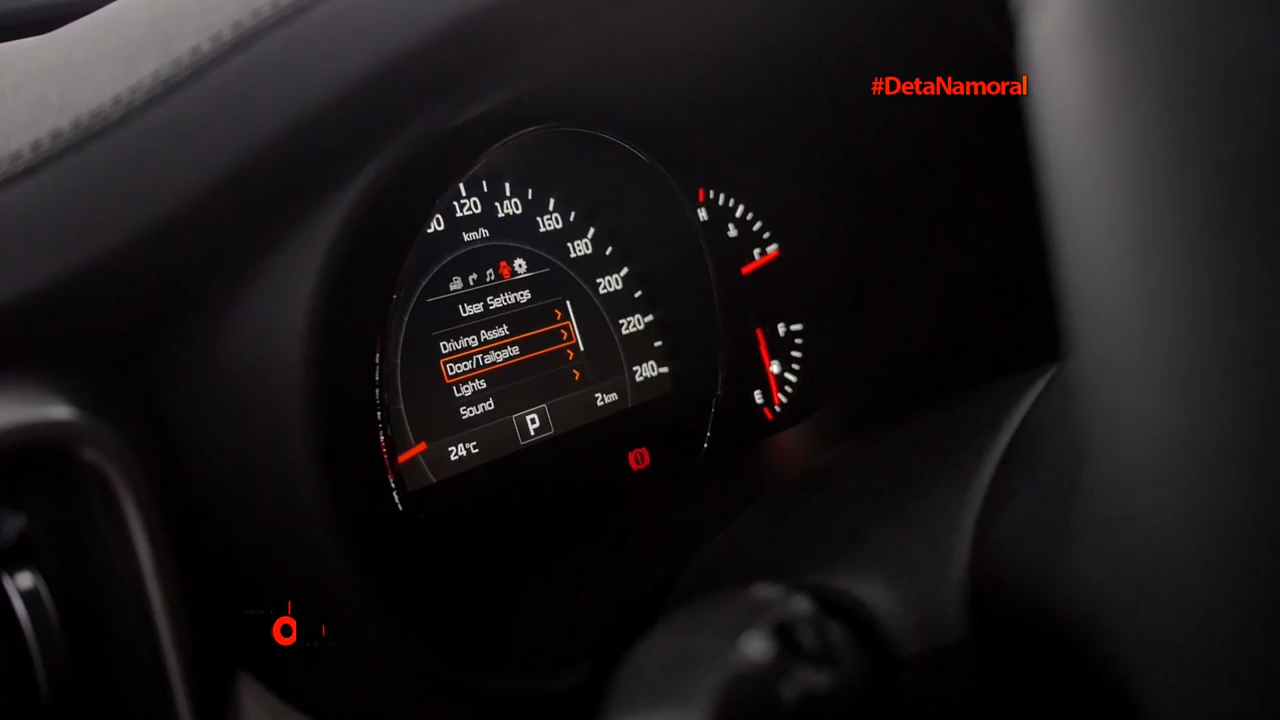 #DetaNamoral
120
140
160
180
200
220
240
km/h
H
C
User Settings
Driving Assist
Door/Tailgate
Lights
Sound
F
E
24°C
P
2 km